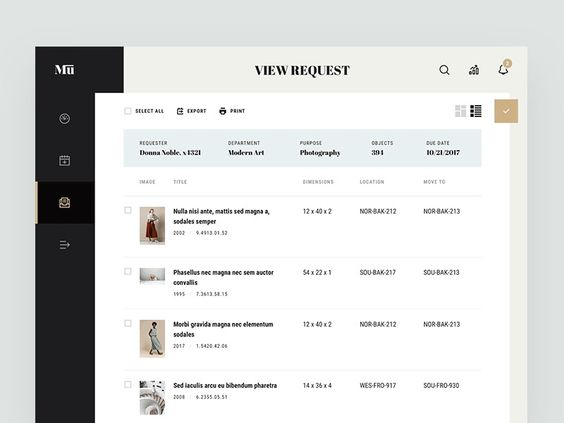 Mū
VIEW REQUEST
2
SELECT ALL EXPORT PRINT
REQUESTER DEPARTMENT PURPOSE OBJECTS DUE DATE
Donna Noble, x4321 Modern Art Photography 394 10/21/2017
IMAGE TITLE DIMENSIONS LOCATION MOVE TO
Nulla nisi ante, mattis sed magna a, 12 x 40 x 2 NOR-BAK-212 NOR-BAK-213
sodales semper
2002 9.4913.01.52
Phasellus nec magna nec sem auctor 54 x 22 x 1 SOU-BAK-217 SOU-BAK-213
convallis
1995 7.3613.58.15
Morbi gravida magna nec elementum 12 x 40 x 2 NOR-BAK-212 NOR-BAK-213
sodales
2017 1.5420.42.06
Sed iaculis arcu eu bibendum pharetra 14 x 36 x 4 WES-FRO-917 SOU-FRO-930
2008 6.2355.05.51